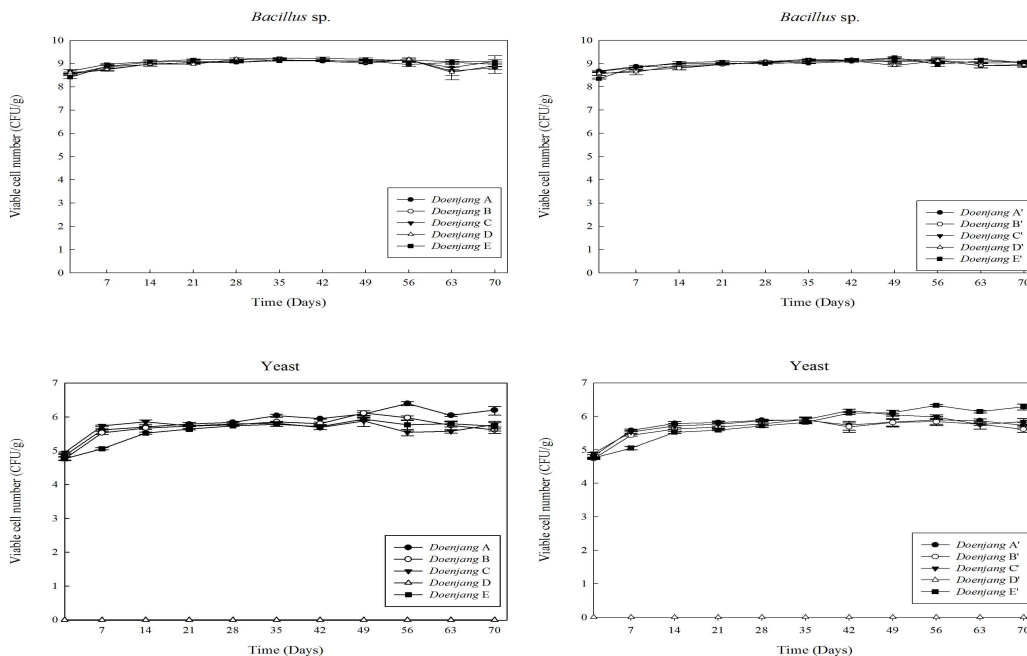 Bacillus sp.
Viable cell number (CFU/g)
10
9
8
7
6
5
4
3
2
1
0
7 14 21 28 35 42 49 56 63 70
Time (Days)
Doenjang A
Doenjang B
Doenjang C
Doenjang D
Doenjang E
Bacillus sp.
Viable cell number (CFU/g)
10
9
8
7
6
5
4
3
2
1
0
7 14 21 28 35 42 49 56 63 70
Time (Days)
Doenjang A'
Doenjang B'
Doenjang C'
Doenjang D'
Doenjang E'
Yeast
Viable cell number (CFU/g)
7
6
5
4
3
2
1
0
7 14 21 28 35 42 49 56 63 70
Time (Days)
Doenjang A
Doenjang B
Doenjang C
Doenjang D
Doenjang E
Yeast
Viable cell number (CFU/g)
7
6
5
4
3
2
1
0
7 14 21 28 35 42 49 56 63 70
Time (Days)
Doenjang A'
Doenjang B'
Doenjang C'
Doenjang D'
Doenjang E'